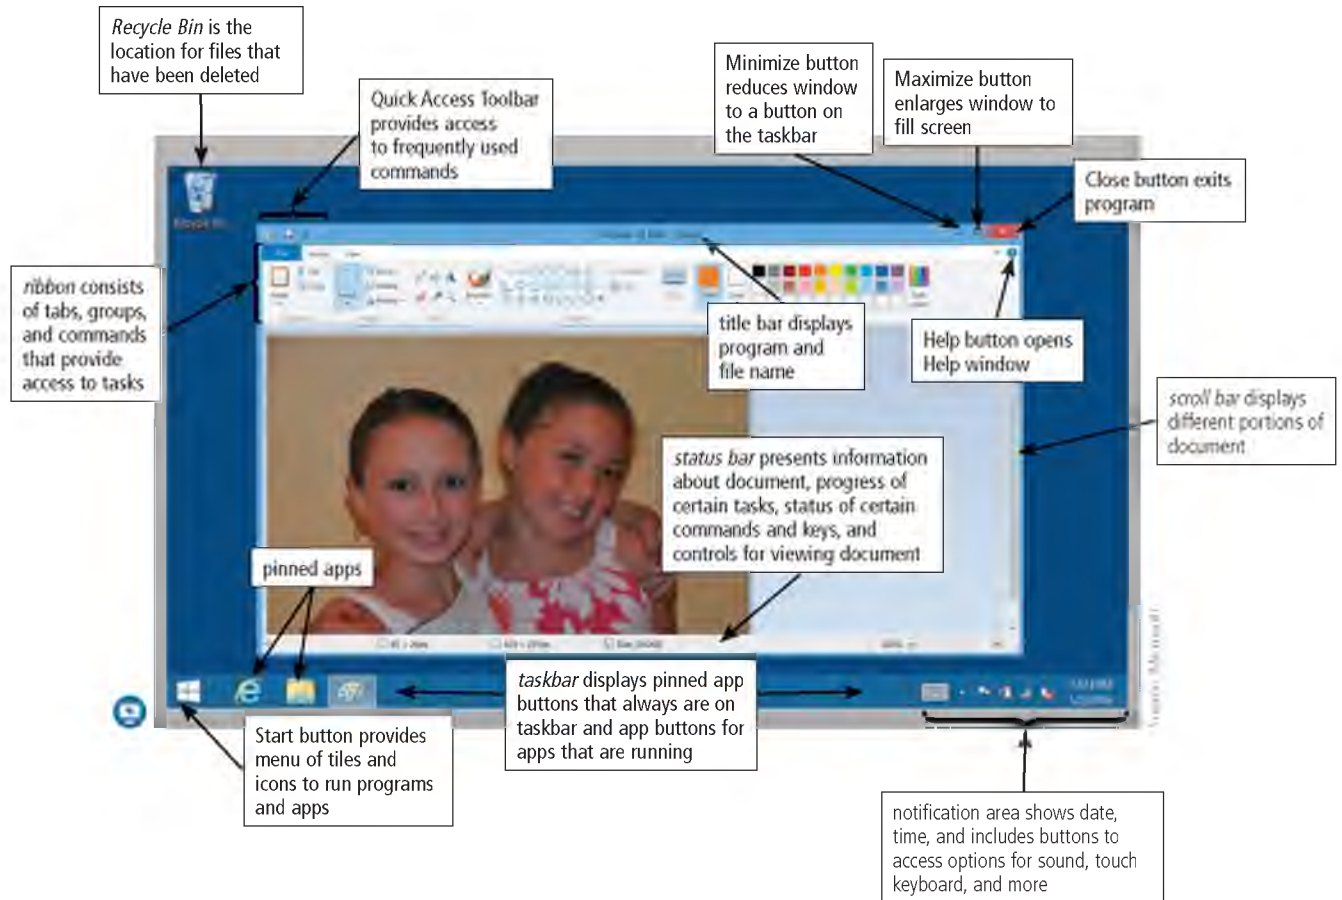 Recycle Bin is the
location for files that
have been deleted
Quick Access Toolbar
provides access
to frequently used
commands
Minimize button
reduces window
to a button on
the taskbar
Maximize button
enlarges window to
fill screen
Close button exits
program
ribbon consists
of tabs, groups,
and commands
that provide
access to tasks
title bar displays
program and
file name
Help button opens
Help window
scroll bar displays
different portions of
document
status bar presents information
about document, progress of
certain tasks, status of certain
commands and keys, and
controls for viewing document
pinned apps
taskbar displays pinned app
buttons that always are on
taskbar and app buttons for
apps that are running
Start button provides
menu of tiles and
icons to run programs
and apps
notification area shows date,
time, and includes buttons to
access options for sound, touch
keyboard, and more
Source: Microsoft